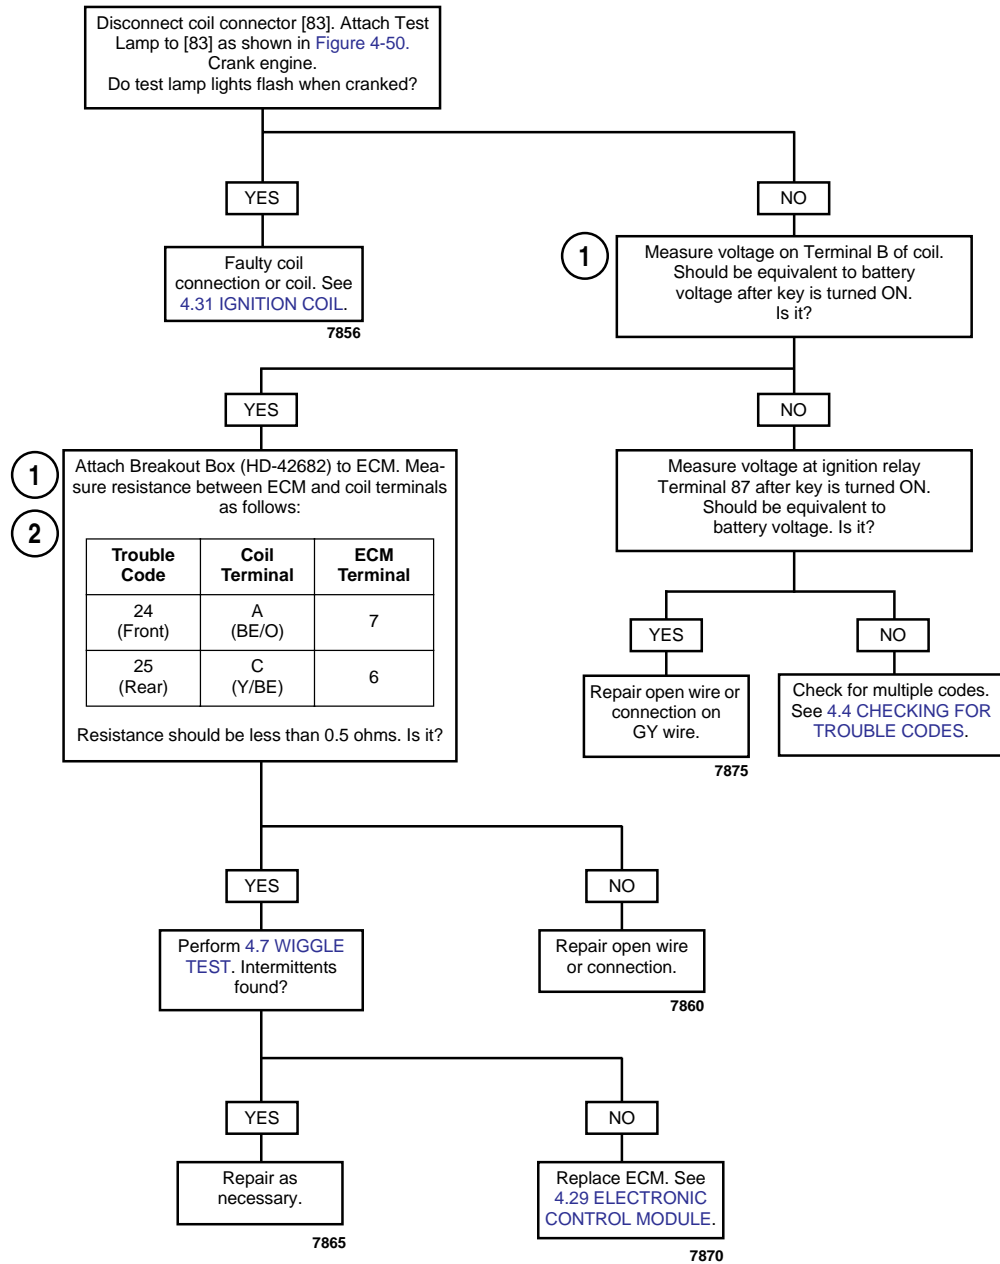 Disconnect coil connector [83]. Attach Test
Lamp to [83] as shown in Figure 4-50.
Crank engine.
Do test lamp lights flash when cranked?
YES
NO
Faulty coil
connection or coil. See
4.31 IGNITION COIL.
7856
1
Measure voltage on Terminal B of coil.
Should be equivalent to battery
voltage after key is turned ON.
Is it?
YES
NO
1
2
Attach Breakout Box (HD-42682) to ECM. Mea-
sure resistance between ECM and coil terminals
as follows:
Trouble Code
Coil Terminal
ECM Terminal
24 (Front)
A (BE/O)
7
25 (Rear)
C (Y/BE)
6
Resistance should be less than 0.5 ohms. Is it?
Measure voltage at ignition relay
Terminal 87 after key is turned ON.
Should be equivalent to
battery voltage. Is it?
YES
NO
Repair open wire or
connection on
GY wire.
7875
Check for multiple codes.
See 4.4 CHECKING FOR
TROUBLE CODES.
YES
NO
Perform 4.7 WIGGLE
TEST. Intermittents
found?
Repair open wire
or connection.
7860
YES
NO
Repair as
necessary.
7865
Replace ECM. See
4.29 ELECTRONIC
CONTROL MODULE.
7870